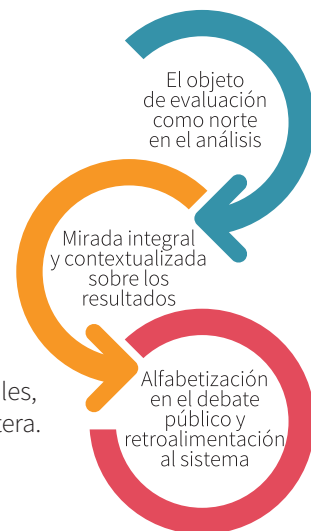 El objeto
de evaluación
como norte
en el análisis
Mirada integral
y contextualizada
sobre los
resultados
Alfabetización
en el debate
público y
retroalimentación
al sistema